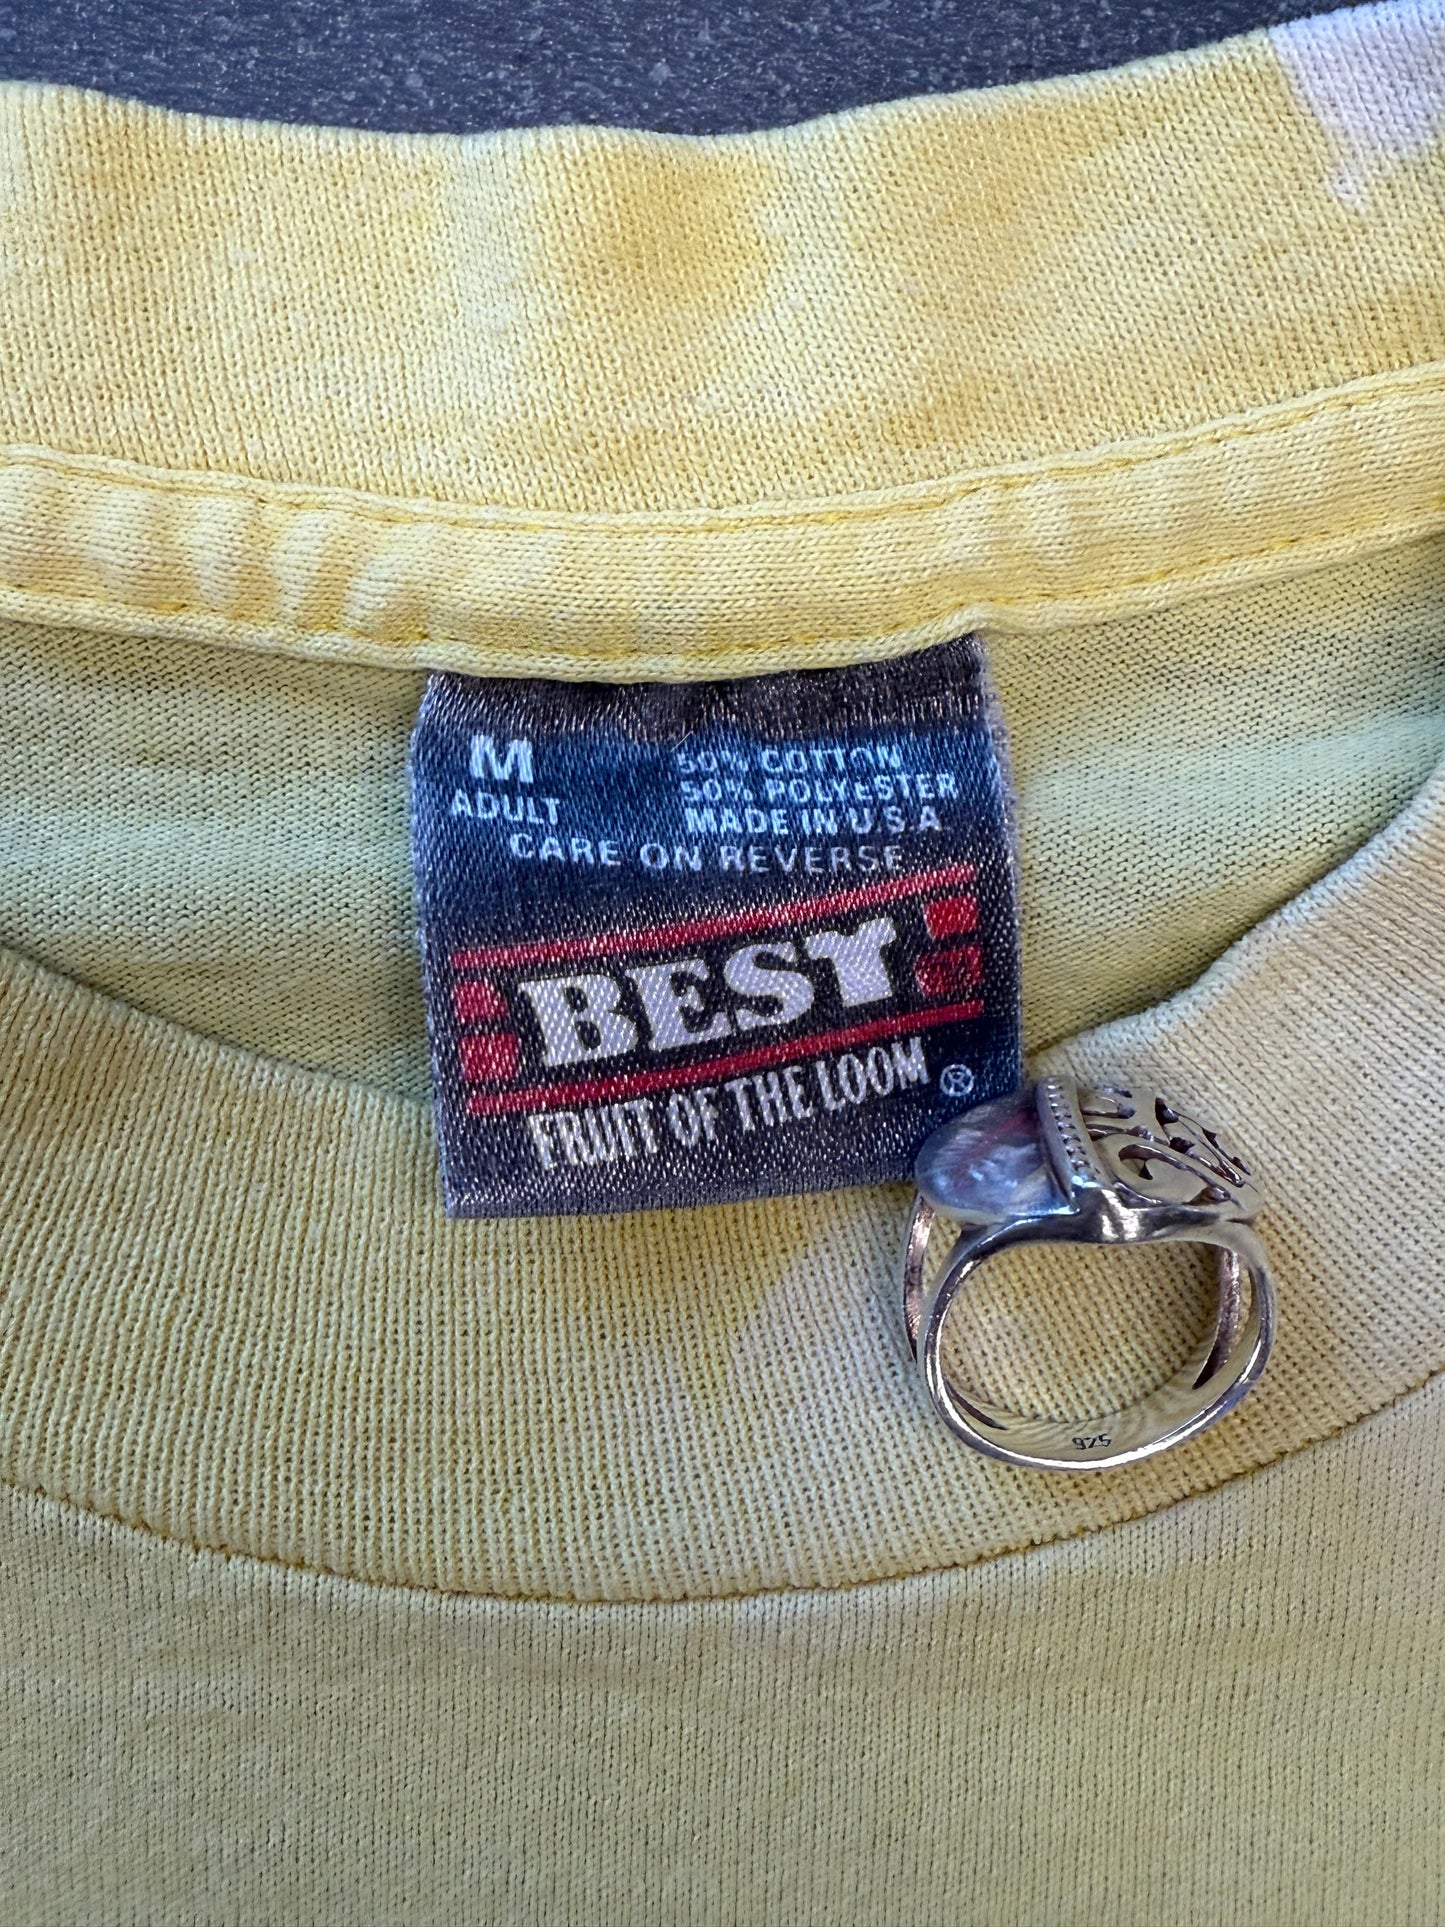 M
ADULT
50% COTTON
50% POLYESTER
MADE IN U.S.A
CARE ON REVERSE
BEST
FRUIT OF THE LOOM ®
925